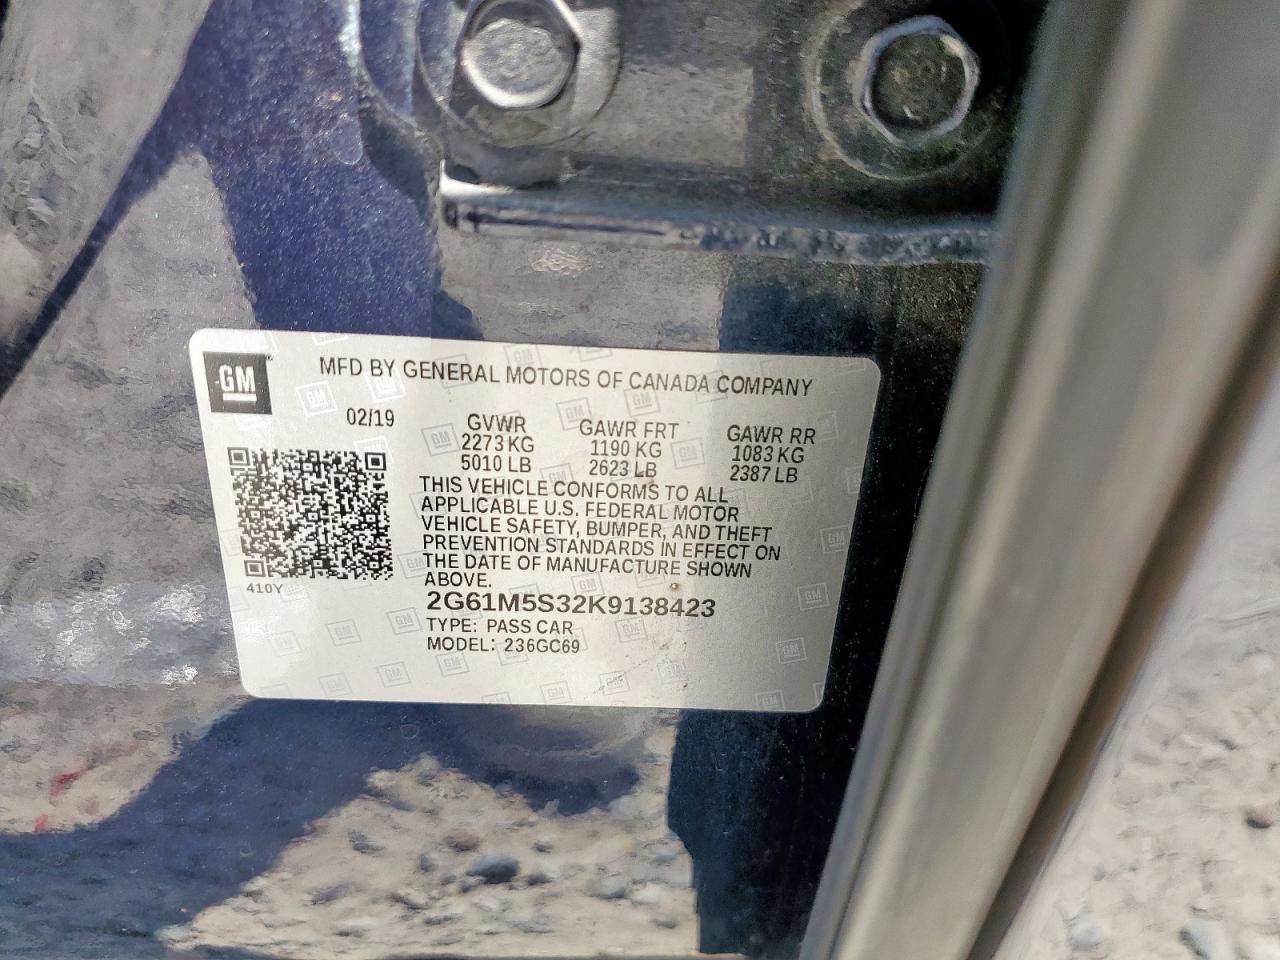 GM
MFD BY GENERAL MOTORS OF CANADA COMPANY
02/19
GVWR
2273 KG
5010 LB
GAWR FRT
1190 KG
2623 LB
GAWR RR
1083 KG
2387 LB
THIS VEHICLE CONFORMS TO ALL
APPLICABLE U.S. FEDERAL MOTOR
VEHICLE SAFETY, BUMPER, AND THEFT
PREVENTION STANDARDS IN EFFECT ON
THE DATE OF MANUFACTURE SHOWN
ABOVE.
410Y
2G61M5S32K9138423
TYPE: PASS CAR
MODEL: 236GC69